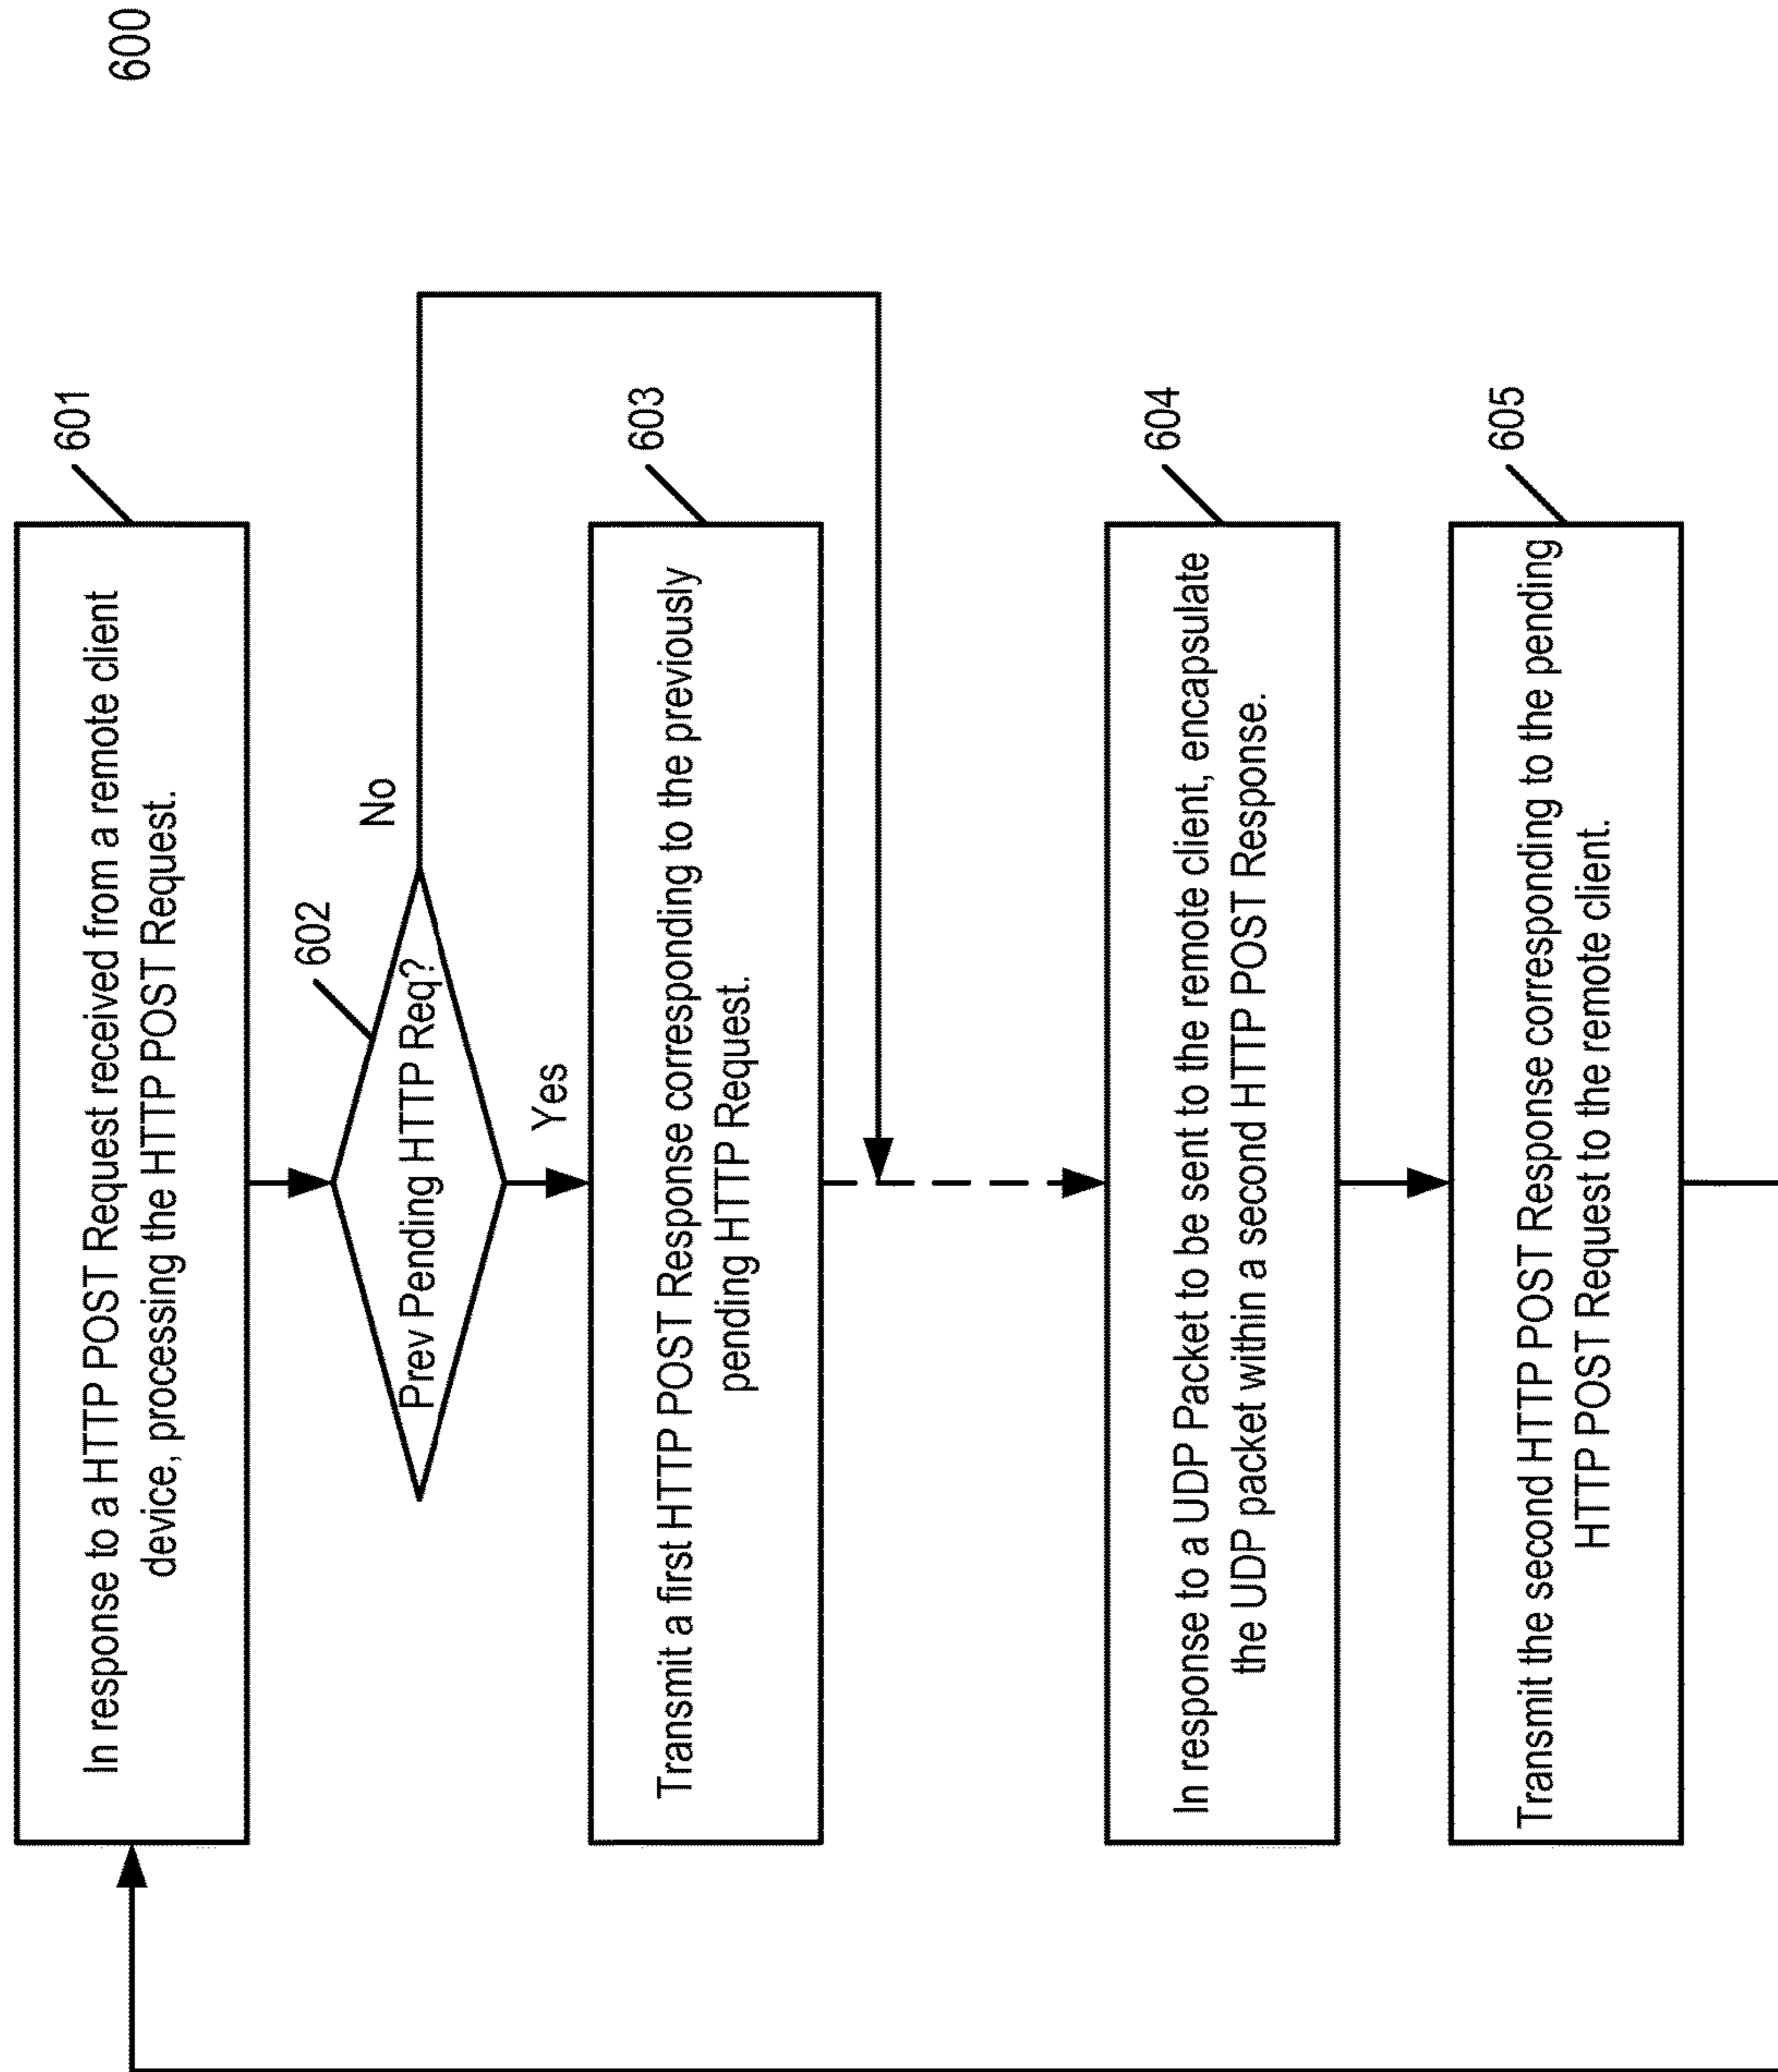 600
601
In response to a HTTP POST Request received from a remote client
device, processing the HTTP POST Request.
602
Prev Pending HTTP Req?
No
Yes
603
Transmit a first HTTP POST Response corresponding to the previously
pending HTTP Request.
604
In response to a UDP Packet to be sent to the remote client, encapsulate
the UDP packet within a second HTTP POST Response.
605
Transmit the second HTTP POST Response corresponding to the pending
HTTP POST Request to the remote client.